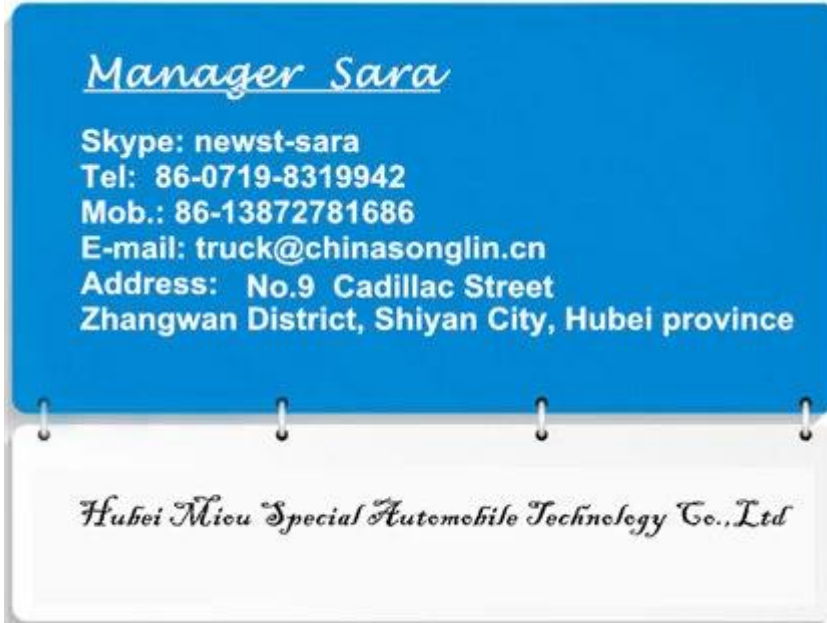 Manager Sara
Skype: newst-sara
Tel: 86-0719-8319942
Mob.: 86-13872781686
E-mail: truck@chinasonglin.cn
Address: No.9 Cadillac Street
Zhangwan District, Shiyan City, Hubei province
Hubei Miou Special Automobile Technology Co.,Ltd